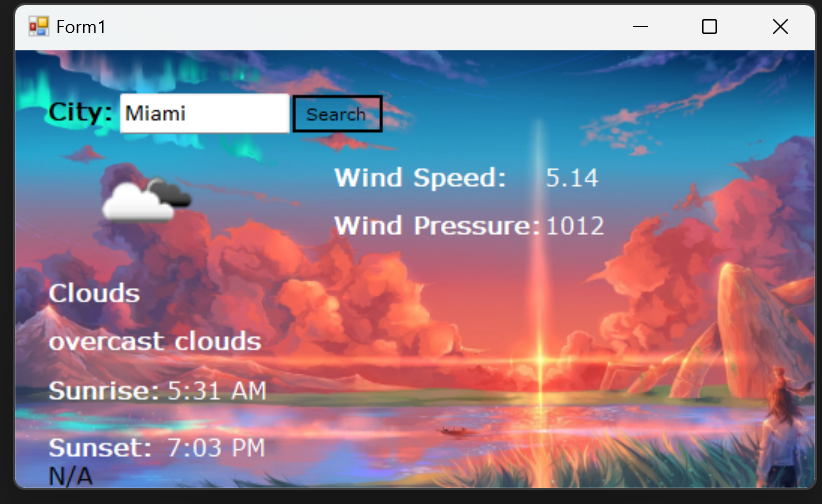 Form1
City: Miami Search
Wind Speed: 5.14
Wind Pressure: 1012
Clouds
overcast clouds
Sunrise: 5:31 AM
Sunset: 7:03 PM
N/A